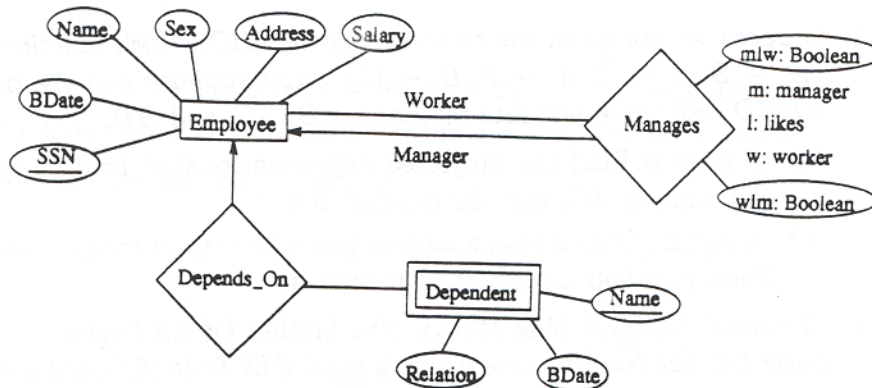 Name
Sex
Address
Salary
BDate
SSN
Employee
Worker
Manager
Manages
mlw: Boolean
m: manager
l: likes
w: worker
wlm: Boolean
Depends_On
Dependent
Name
Relation
BDate